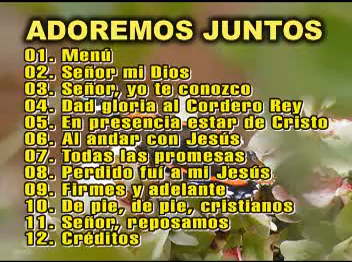 ADOREMOS JUNTOS
01. Menú
02. Señor mi Dios
03. Señor, yo te conozco
04. Dad gloria al Cordero Rey
05. En presencia estar de Cristo
06. Al andar con Jesús
07. Todas las promesas
08. Perdido fuí a mi Jesús
09. Firmes y adelante
10. De pie, de pie, cristianos
11. Señor, reposamos
12. Créditos